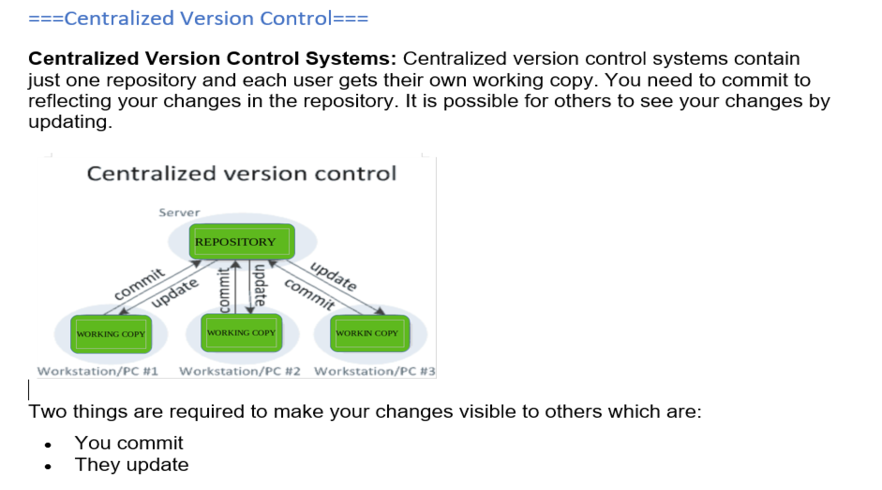 ===Centralized Version Control===
Centralized Version Control Systems: Centralized version control systems contain
just one repository and each user gets their own working copy. You need to commit to
reflecting your changes in the repository. It is possible for others to see your changes by
updating.
Centralized version control
Server
REPOSITORY
commit
update
commit
update
update
commit
WORKING COPY
WORKING COPY
WORKIN COPY
Workstation/PC #1
Workstation/PC #2
Workstation/PC #3
Two things are required to make your changes visible to others which are:
• You commit
• They update